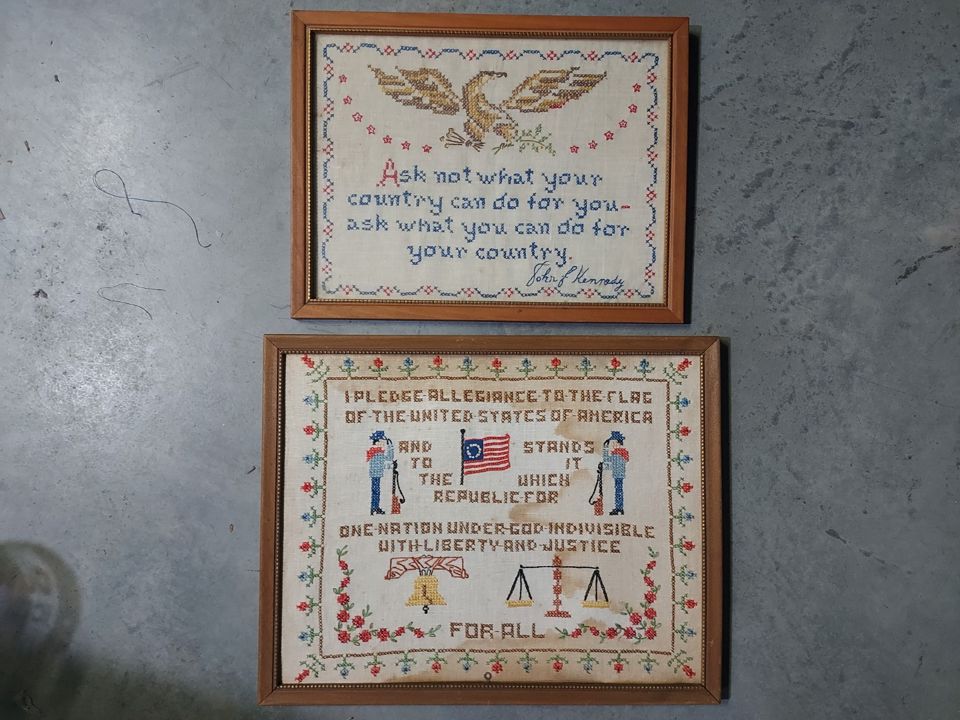 Ask not what your
country can do for you-
ask what you can do for
your country.
John F Kennedy
I PLEDGE ALLEGIANCE TO THE FLAG
OF THE UNITED STATES OF AMERICA
AND STANDS
TO IT
THE WHICH
REPUBLIC FOR
ONE NATION UNDER GOD INDIVISIBLE
WITH LIBERTY AND JUSTICE
FOR ALL